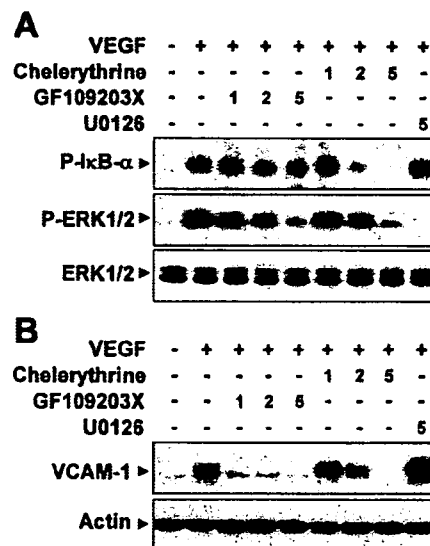 A
VEGF - + + + + + + + +
Chelerythrine - - - - - 1 2 5 -
GF109203X - - 1 2 5 - - - -
U0126 - - - - - - - - 5
P-IκB-α
P-ERK1/2
ERK1/2
B
VEGF - + + + + + + + +
Chelerythrine - - - - - 1 2 5 -
GF109203X - - 1 2 5 - - - -
U0126 - - - - - - - - 5
VCAM-1
Actin